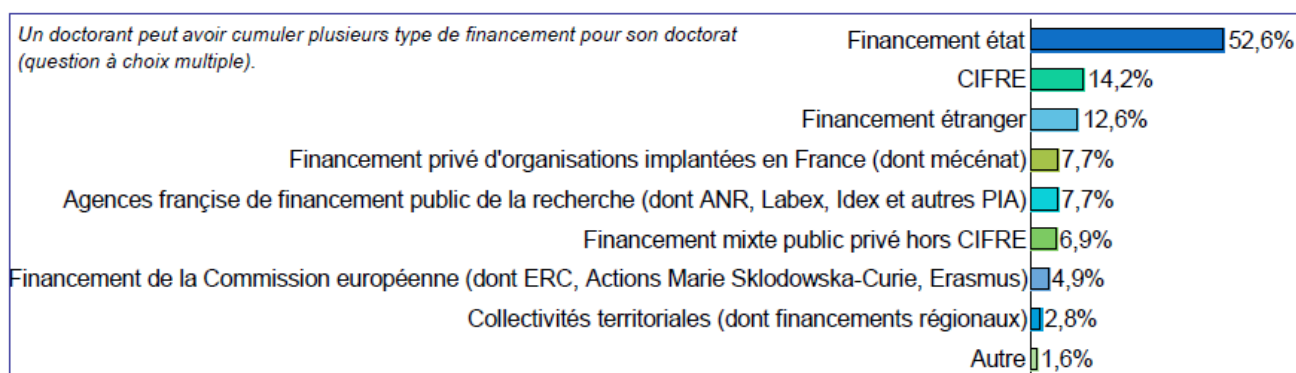 Un doctorant peut avoir cumuler plusieurs type de financement pour son doctorat
(question à choix multiple).
Financement état 52,6%
CIFRE 14,2%
Financement étranger 12,6%
Financement privé d'organisations implantées en France (dont mécénat) 7,7%
Agences françise de financement public de la recherche (dont ANR, Labex, Idex et autres PIA) 7,7%
Financement mixte public privé hors CIFRE 6,9%
Financement de la Commission européenne (dont ERC, Actions Marie Sklodowska-Curie, Erasmus) 4,9%
Collectivités territoriales (dont financements régionaux) 2,8%
Autre 1,6%